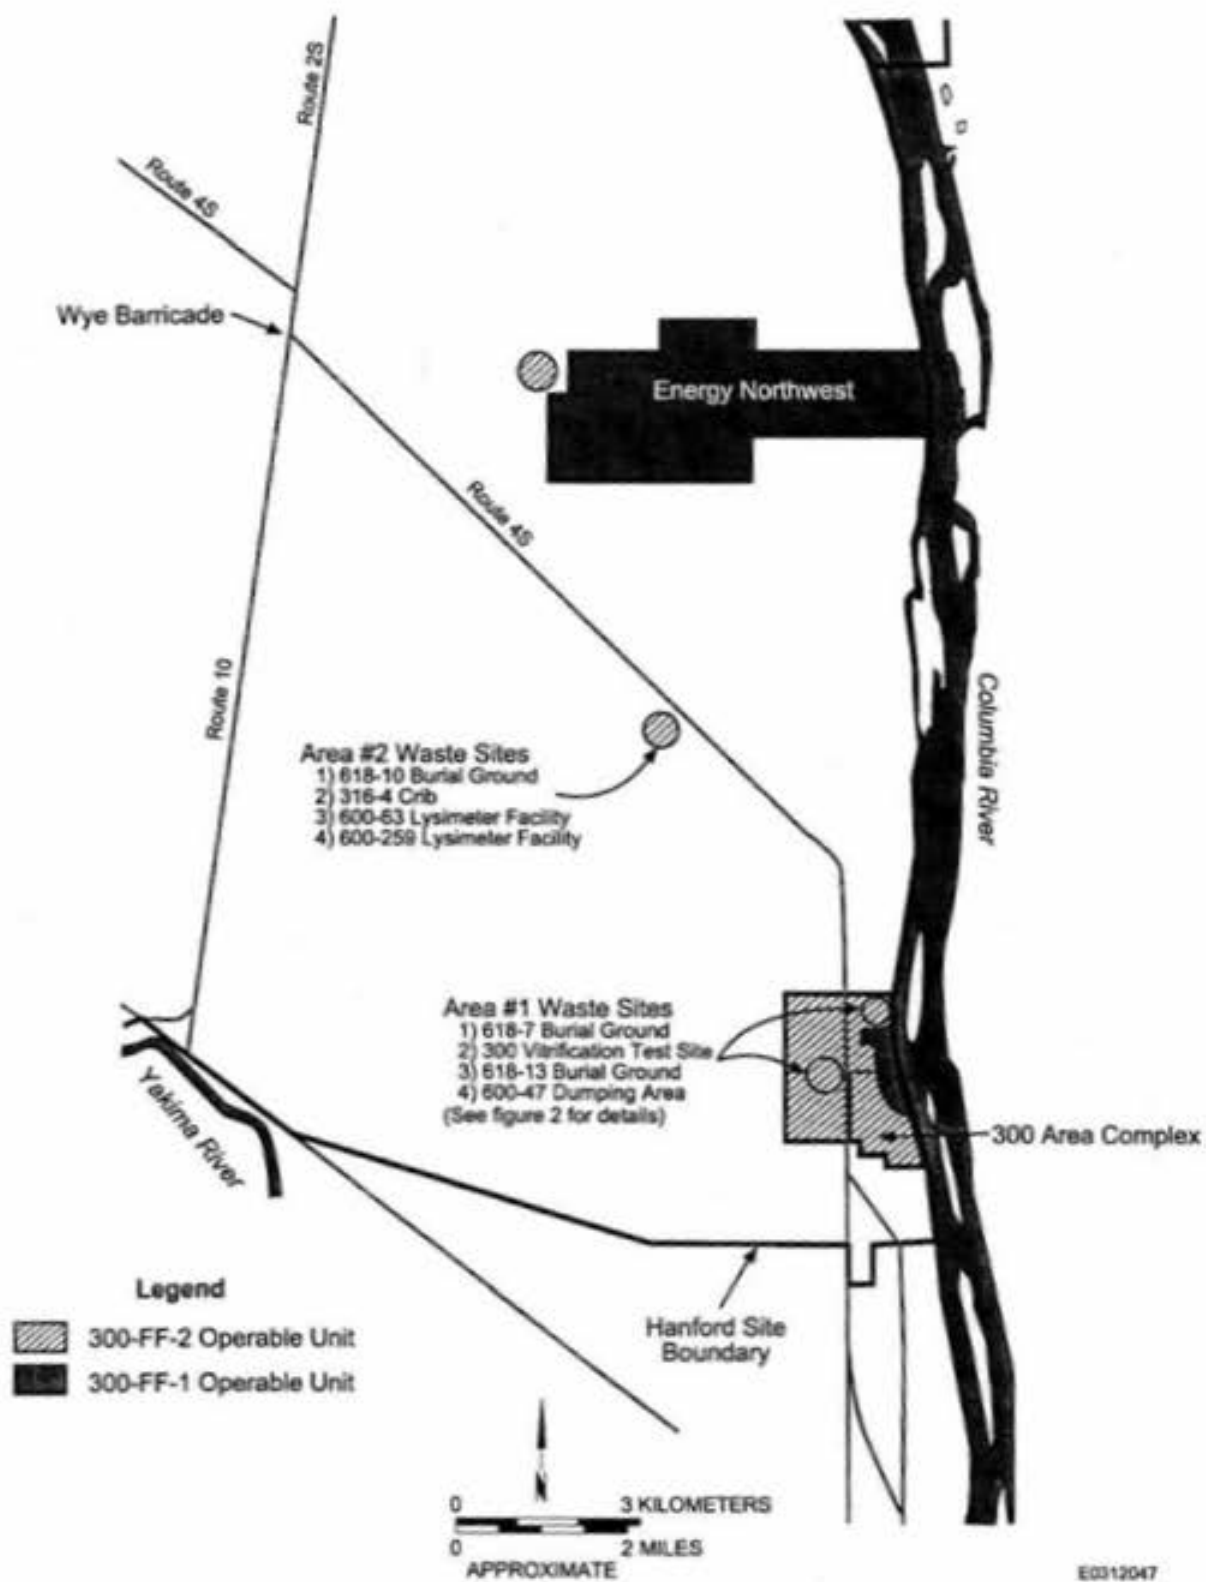 Route 2S
Route 4S
Wye Barricade
Energy Northwest
Route 4S
Route 10
Columbia River
Area #2 Waste Sites
1) 618-10 Burial Ground
2) 316-4 Crib
3) 600-63 Lysimeter Facility
4) 600-259 Lysimeter Facility
Area #1 Waste Sites
1) 618-7 Burial Ground
2) 300 Vitrification Test Site
3) 618-13 Burial Ground
4) 600-47 Dumping Area
(See figure 2 for details)
Yakima River
300 Area Complex
Hanford Site
Boundary
Legend
300-FF-2 Operable Unit
300-FF-1 Operable Unit
N
0 3 KILOMETERS
0 2 MILES
APPROXIMATE
E0312047